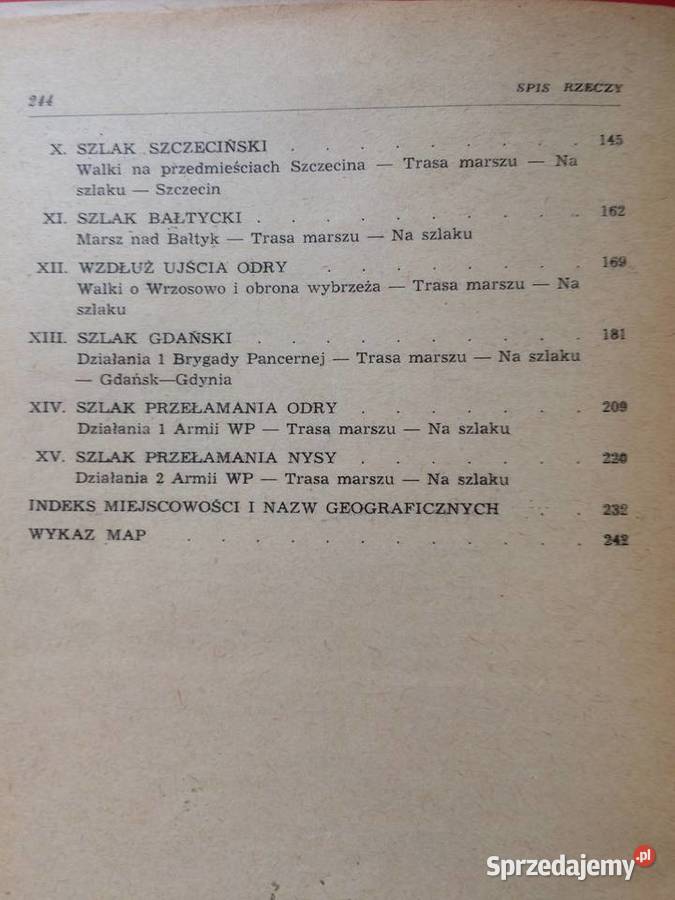 244 SPIS RZECZY
X. SZLAK SZCZECIŃSKI . . . . . . . . . 145
Walki na przedmieściach Szczecina — Trasa marszu — Na
szlaku — Szczecin
XI. SZLAK BAŁTYCKI . . . . . . . . . . 162
Marsz nad Bałtyk — Trasa marszu — Na szlaku
XII. WZDŁUŻ UJŚCIA ODRY . . . . . . . . 169
Walki o Wrzosowo i obrona wybrzeża — Trasa marszu — Na
szlaku
XIII. SZLAK GDAŃSKI . . . . . . . . . . 181
Działania 1 Brygady Pancernej — Trasa marszu — Na szlaku
— Gdańsk—Gdynia
XIV. SZLAK PRZEŁAMANIA ODRY . . . . . . . 209
Działania 1 Armii WP — Trasa marszu — Na szlaku
XV. SZLAK PRZEŁAMANIA NYSY . . . . . . . 220
Działania 2 Armii WP — Trasa marszu — Na szlaku
INDEKS MIEJSCOWOŚCI I NAZW GEOGRAFICZNYCH . . 232
WYKAZ MAP . . . . . . . . . . . . 242
Sprzedajemy.pl